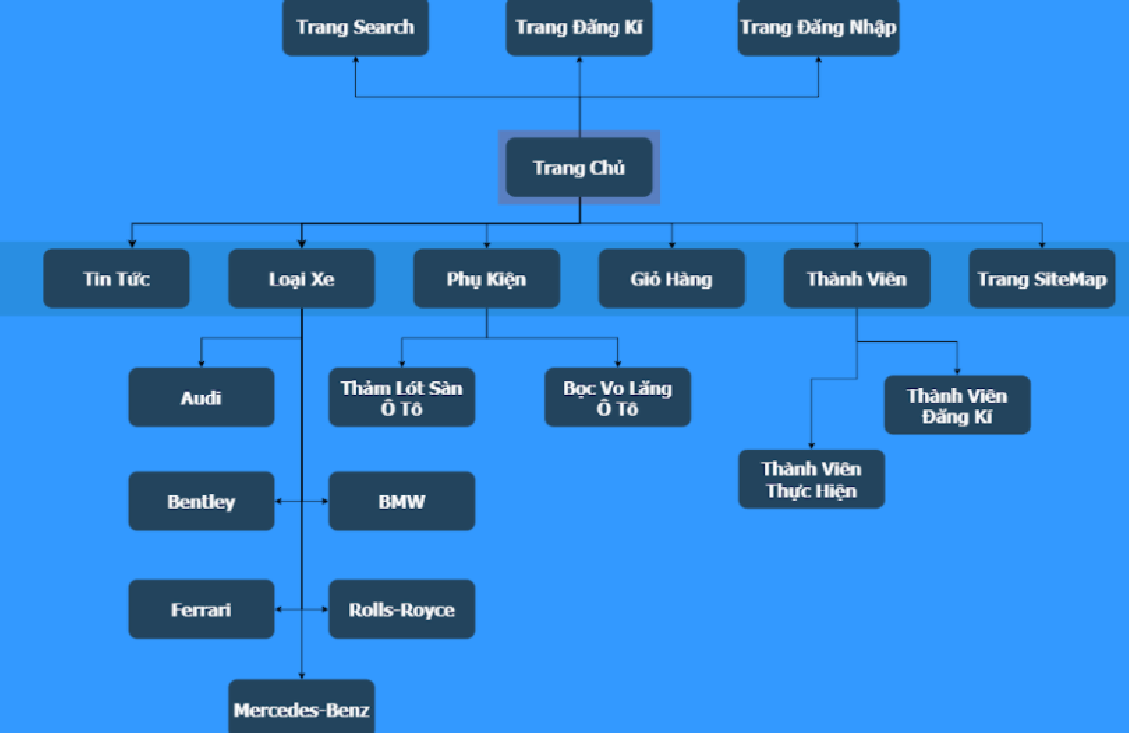 Trang Search
Trang Đăng Kí
Trang Đăng Nhập
Trang Chủ
Tin Tức
Loại Xe
Phụ Kiện
Giỏ Hàng
Thành Viên
Trang SiteMap
Audi
Thảm Lót Sàn
Ô Tô
Bọc Vo Lăng
Ô Tô
Thành Viên
Đăng Kí
Thành Viên
Thực Hiện
Bentley
BMW
Ferrari
Rolls-Royce
Mercedes-Benz